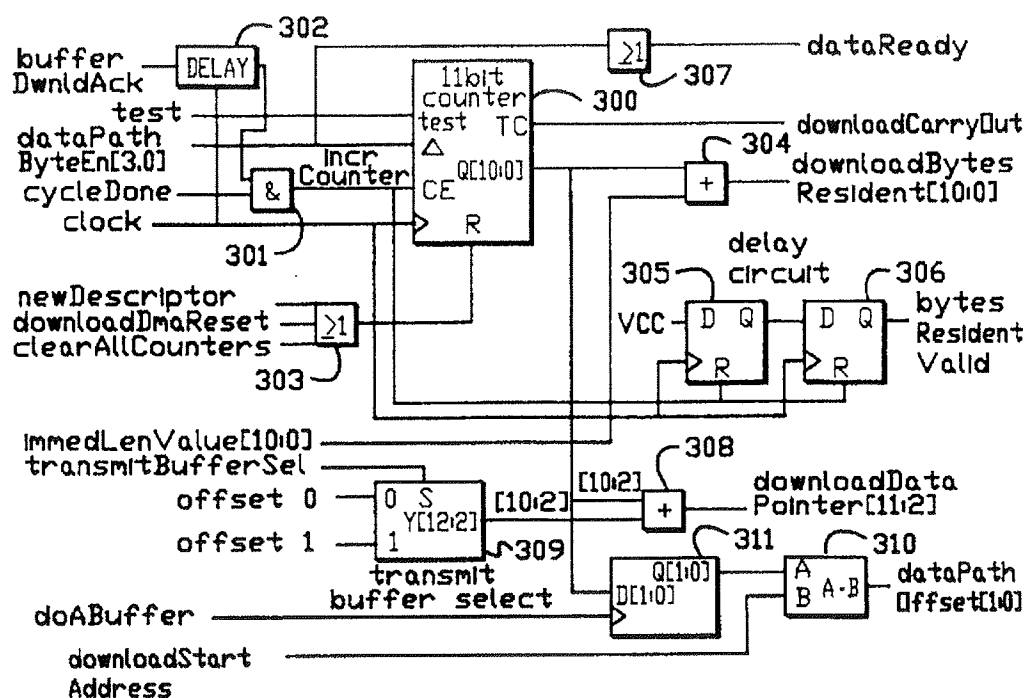 302
buffer
DwnldAck
DELAY
≥1
dataReady
307
11bit
counter
300
test
test
TC
downloadCarryOut
dataPath
ByteEn[3.0]
Δ
Incr
Counter
Q[10:0]
304
downloadBytes
Resident[10:0]
+
cycleDone
&
CE
clock
R
301
delay
circuit
305
306
newDescriptor
downloadDmaReset
clearAllCounters
≥1
303
VCC
D Q
R
D Q
R
bytes
Resident
Valid
ImmedLenValue[10:0]
transmitBufferSel
308
offset 0
0 S
Y[12:2]
[10:2]
[10:2]
+
downloadData
Pointer[11:2]
offset 1
1
309
transmit
buffer select
311
310
Q[1:0]
D[1:0]
A
B
A-B
dataPath
Offset[1:0]
doABuffer
downloadStart
Address